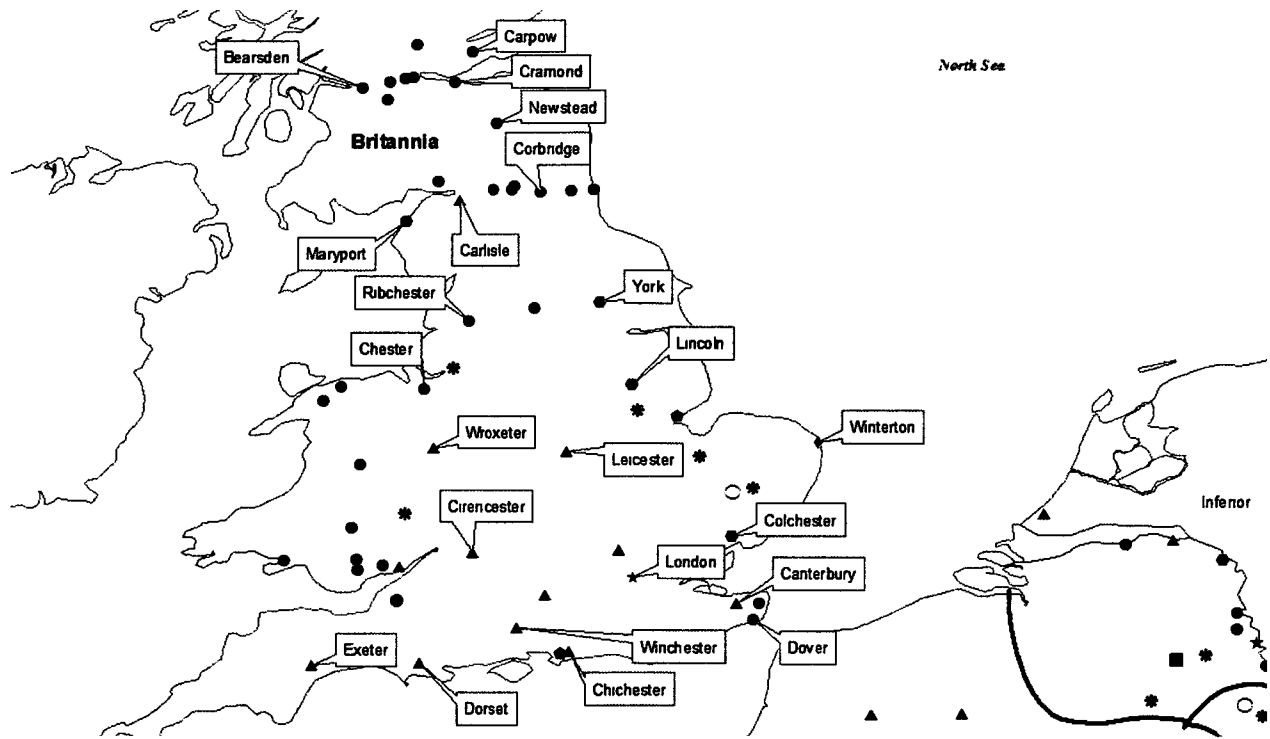 Carpow
Bearsden
North Sea
Cramond
Newstead
Britannia
Corbridge
Maryport
Carlisle
Ribchester
York
Chester
Lincoln
Wroxeter
Winterton
Leicester
Cirencester
Inferior
Colchester
London
Canterbury
Exeter
Winchester
Dover
Chichester
Dorset